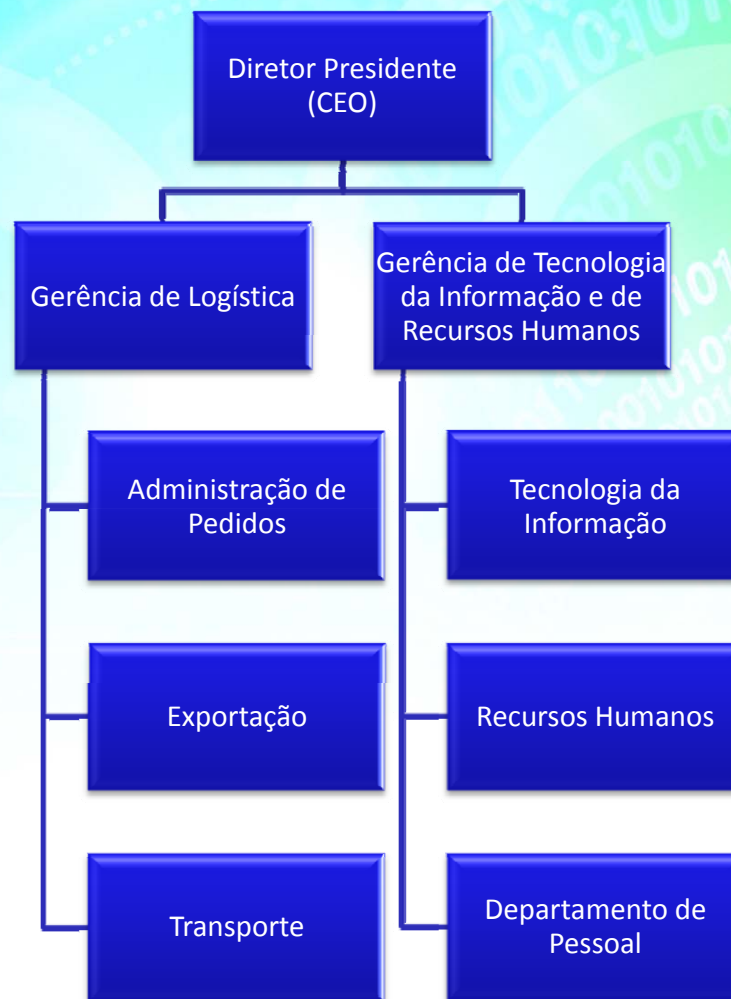 Diretor Presidente
(CEO)
Gerência de Logística
Gerência de Tecnologia
da Informação e de
Recursos Humanos
Administração de
Pedidos
Tecnologia da
Informação
Exportação
Recursos Humanos
Transporte
Departamento de
Pessoal